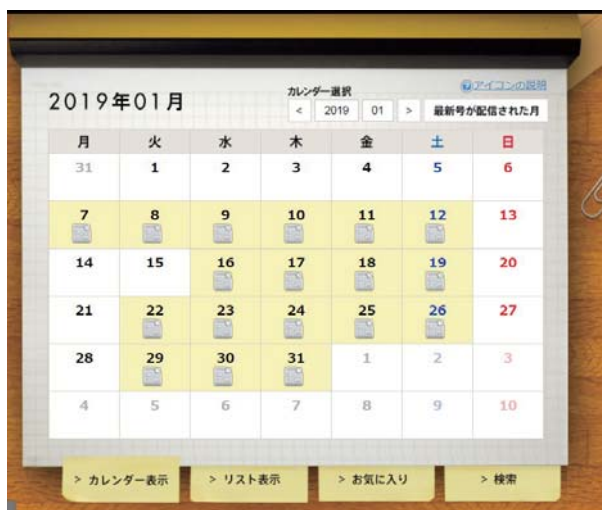 アイコンの説明
カレンダー選択
2019年01月
< 2019 01 > 最新号が配信された月
月 火 水 木 金 土 日
31 1 2 3 4 5 6
7 8 9 10 11 12 13
14 15 16 17 18 19 20
21 22 23 24 25 26 27
28 29 30 31 1 2 3
4 5 6 7 8 9 10
> カレンダー表示 > リスト表示 > お気に入り > 検索